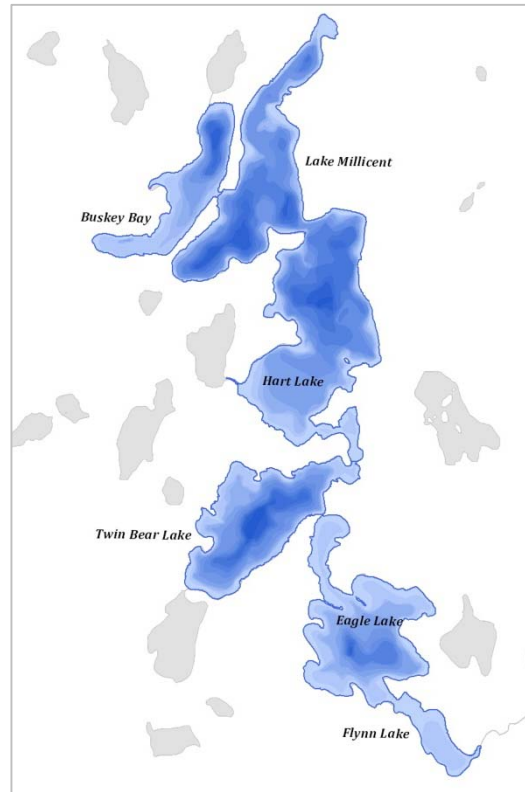 Lake Millicent
Buskey Bay
Hart Lake
Twin Bear Lake
Eagle Lake
Flynn Lake